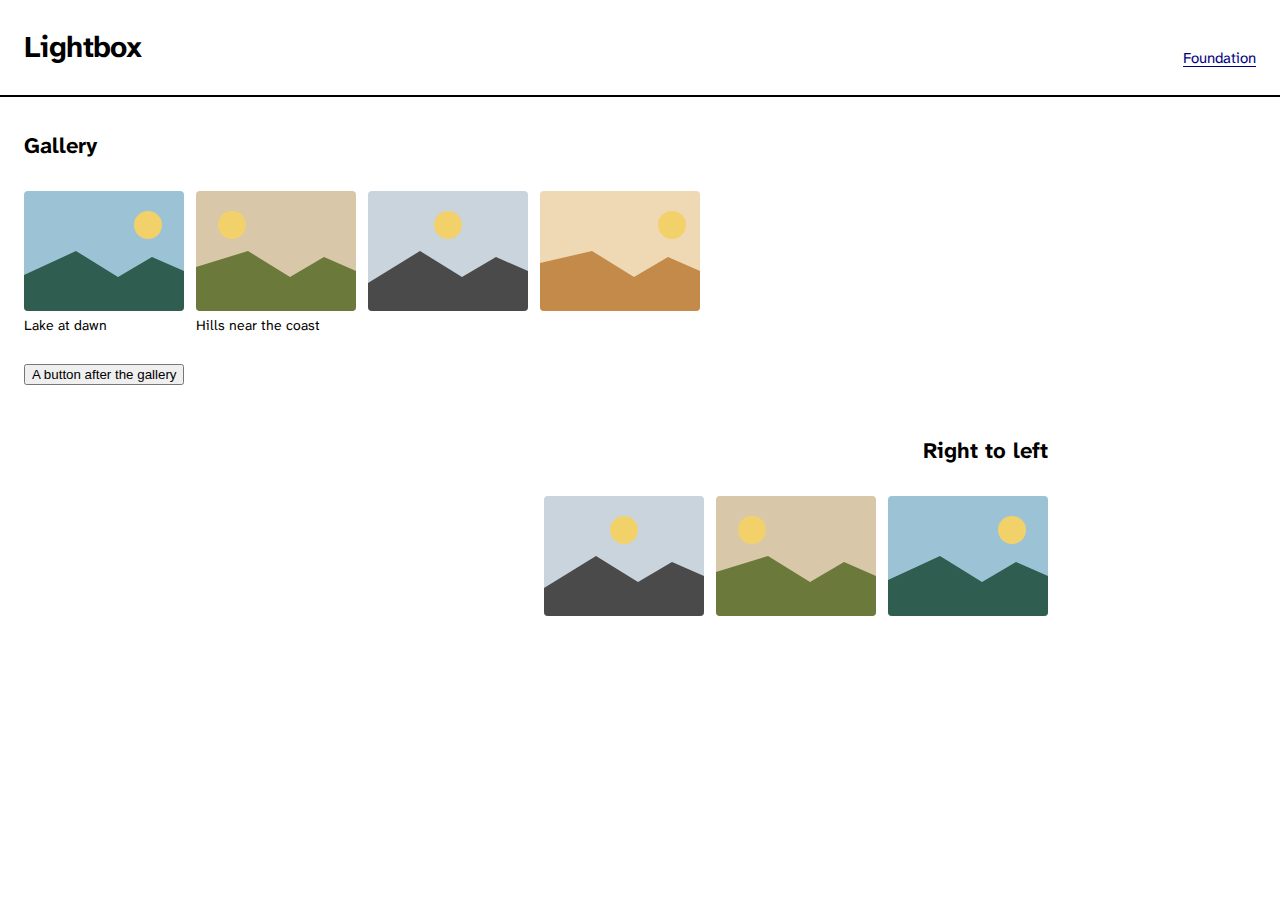 Lightbox
Foundation
Gallery
Lake at dawn
Hills near the coast
A button after the gallery
Right to left